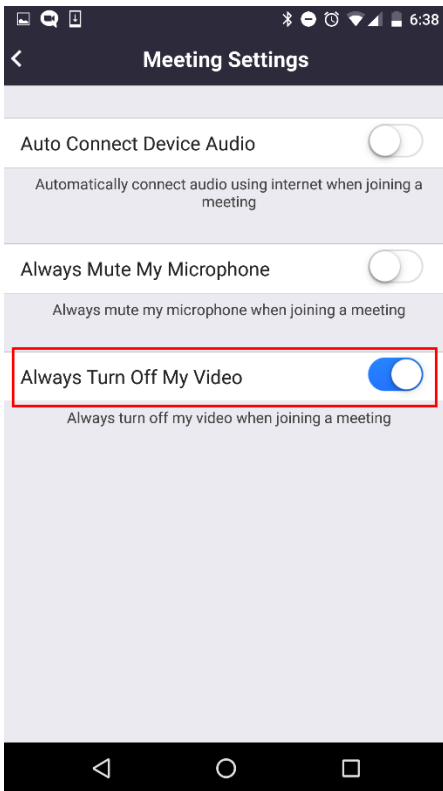 6:38
Meeting Settings
Auto Connect Device Audio
Automatically connect audio using internet when joining a
meeting
Always Mute My Microphone
Always mute my microphone when joining a meeting
Always Turn Off My Video
Always turn off my video when joining a meeting